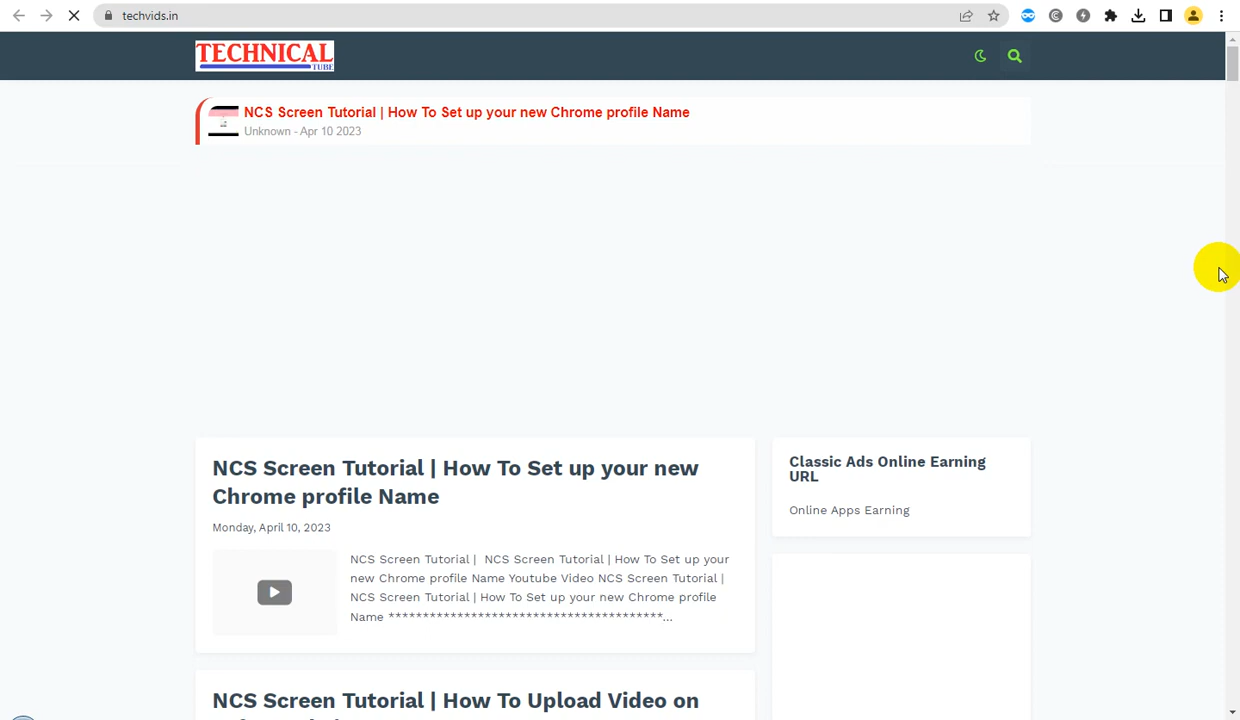 techvids.in
TECHNICAL
TUBE
NCS Screen Tutorial | How To Set up your new Chrome profile Name
Unknown - Apr 10 2023
NCS Screen Tutorial | How To Set up your new
Chrome profile Name
Monday, April 10, 2023
NCS Screen Tutorial |  NCS Screen Tutorial | How To Set up your
new Chrome profile Name Youtube Video NCS Screen Tutorial |
NCS Screen Tutorial | How To Set up your new Chrome profile
Name ****************************************...
Classic Ads Online Earning
URL
Online Apps Earning
NCS Screen Tutorial | How To Upload Video on